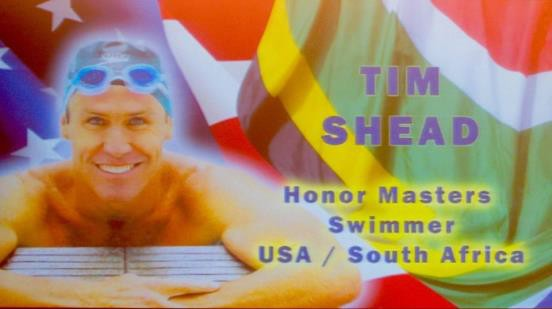 TIM
SHEAD
Honor Masters
Swimmer
USA / South Africa